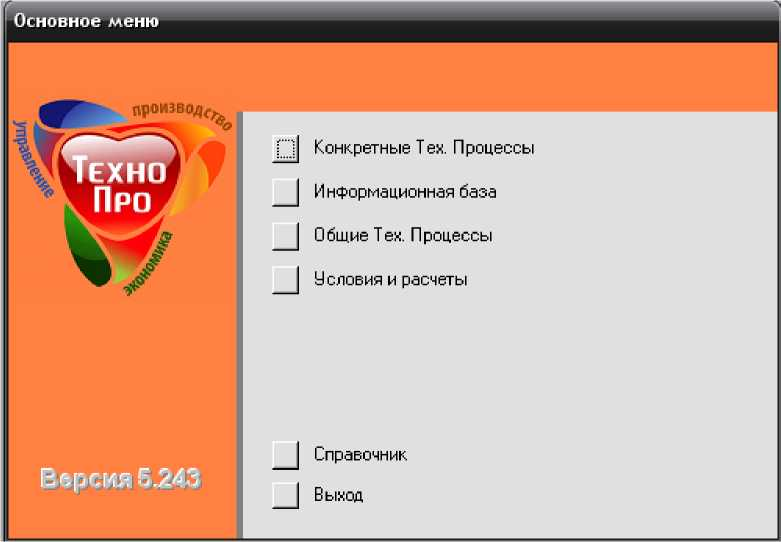 Основное меню
производство
управление
ТЕХНО
ПРО
экономика
Конкретные Тех. Процессы
Информационная база
Общие Тех. Процессы
Условия и расчеты
Справочник
Выход
Версия 5.243